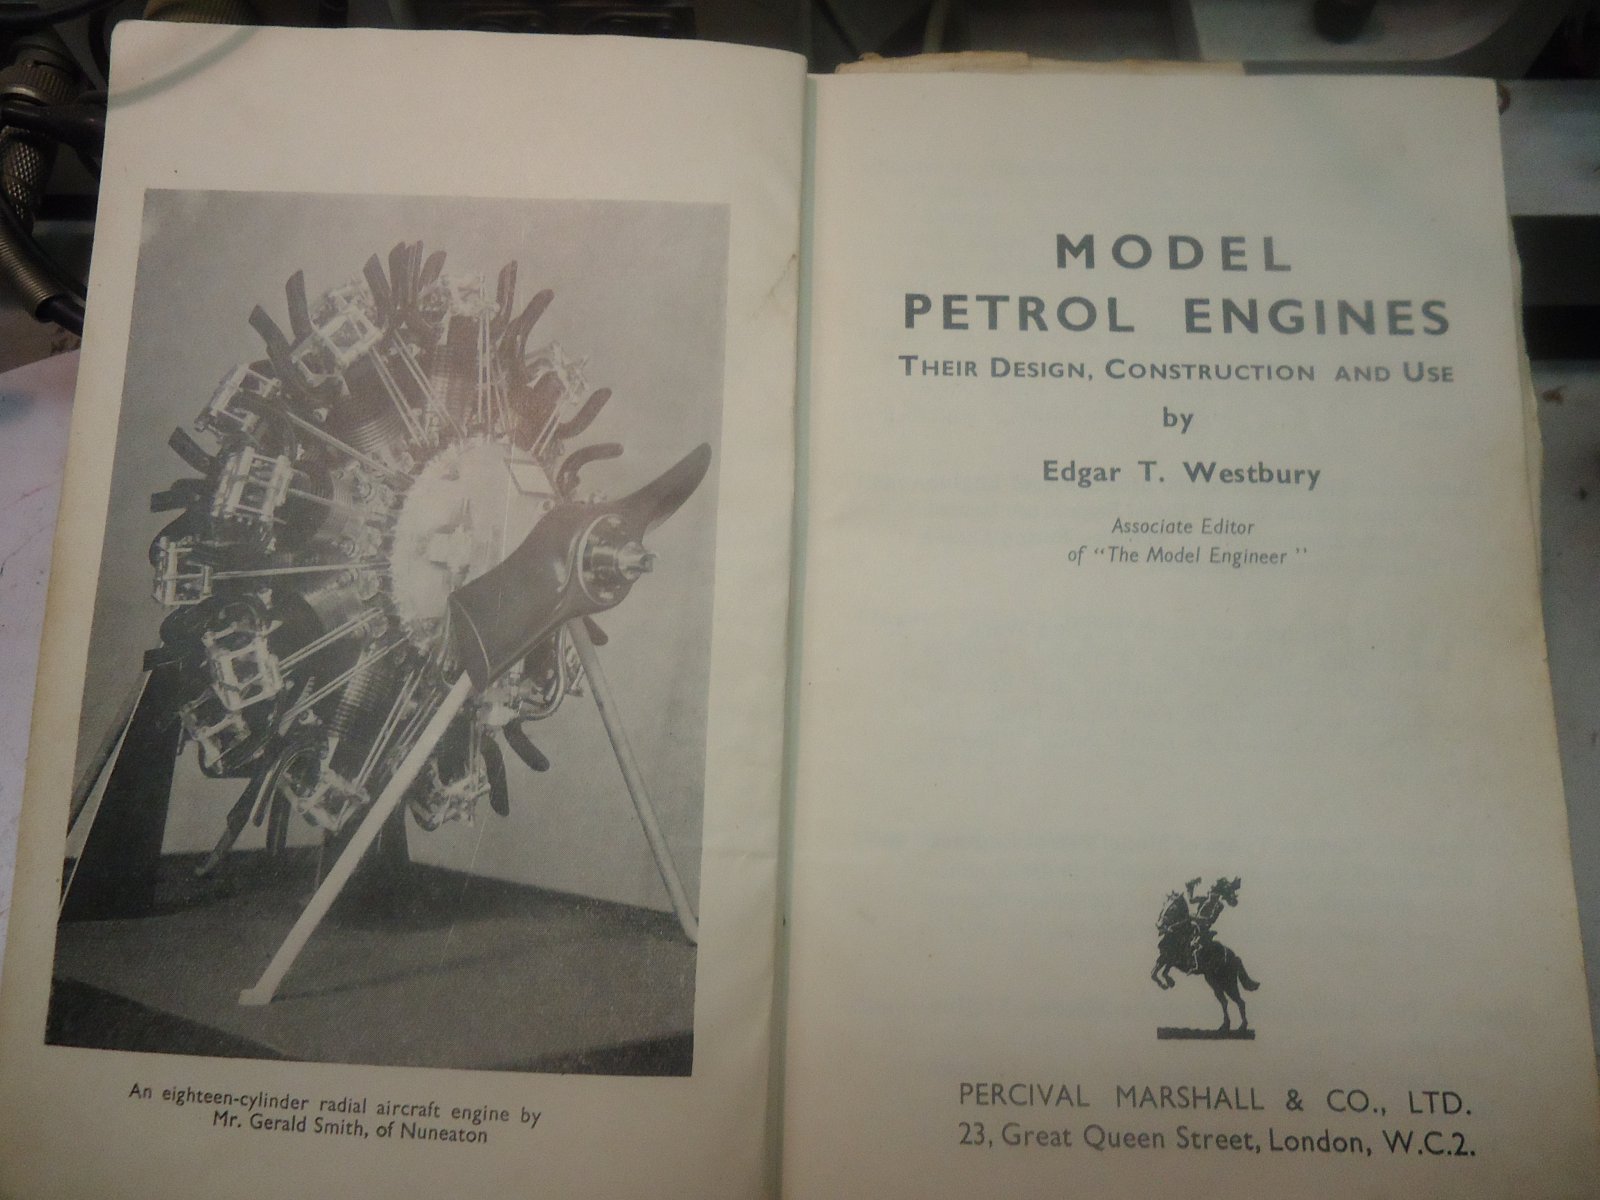 An eighteen-cylinder radial aircraft engine by
Mr. Gerald Smith, of Nuneaton
MODEL
PETROL ENGINES
THEIR DESIGN, CONSTRUCTION AND USE
by
Edgar T. Westbury
Associate Editor
of “The Model Engineer”
PERCIVAL MARSHALL & CO., LTD.
23, Great Queen Street, London, W.C.2.